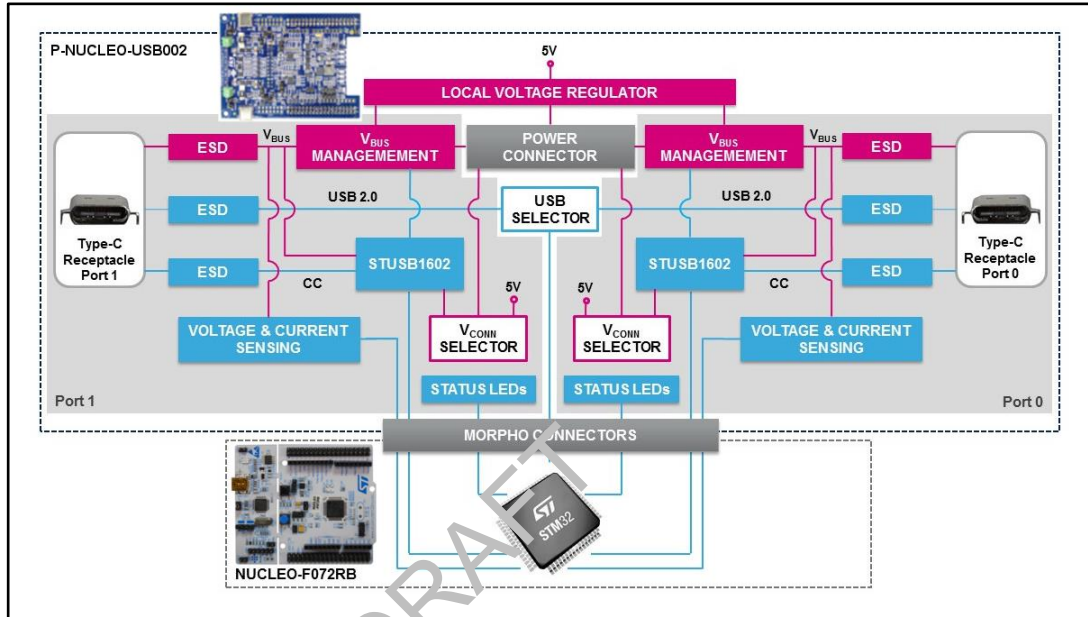 P-NUCLEO-USB002
5V
LOCAL VOLTAGE REGULATOR
ESD
VBUS
VBUS
MANAGEMEMENT
POWER
CONNECTOR
VBUS
MANAGEMEMENT
VBUS
ESD
ESD
USB 2.0
USB
SELECTOR
USB 2.0
ESD
Type-C
Receptacle
Port 1
ESD
CC
STUSB1602
STUSB1602
CC
ESD
Type-C
Receptacle
Port 0
5V
5V
VOLTAGE & CURRENT
SENSING
VCONN
SELECTOR
VCONN
SELECTOR
VOLTAGE & CURRENT
SENSING
STATUS LEDs
STATUS LEDs
Port 1
Port 0
MORPHO CONNECTORS
STM32
NUCLEO-F072RB
DRAFT